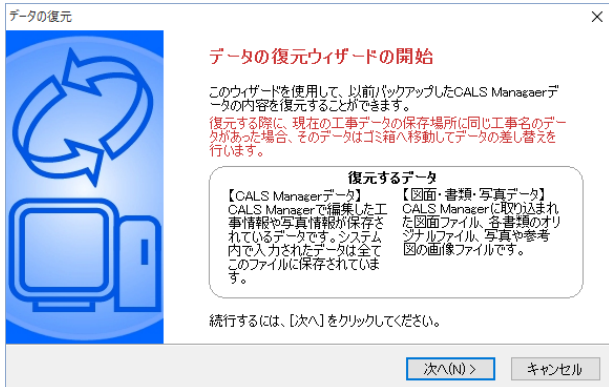 データの復元
データの復元ウィザードの開始
このウィザードを使用して、以前バックアップしたCALS Managaerデ
ータの内容を復元することができます。
復元する際に、現在の工事データの保存場所に同じ工事名のデー
タがあった場合、そのデータはゴミ箱へ移動してデータの差し替えを
行います。
復元するデータ
【CALS Managerデータ】
CALS Managerで編集した工
事情報や写真情報が保存さ
れているデータです。システム
内で入力されたデータは全て
このファイルに保存されていま
す。
【図面・書類・写真データ】
CALS Managerに取り込まれ
た図面ファイル、各書類のオリ
ジナルファイル、写真や参考
図の画像ファイルです。
続行するには、[次へ]をクリックしてください。
次へ(N) >
キャンセル